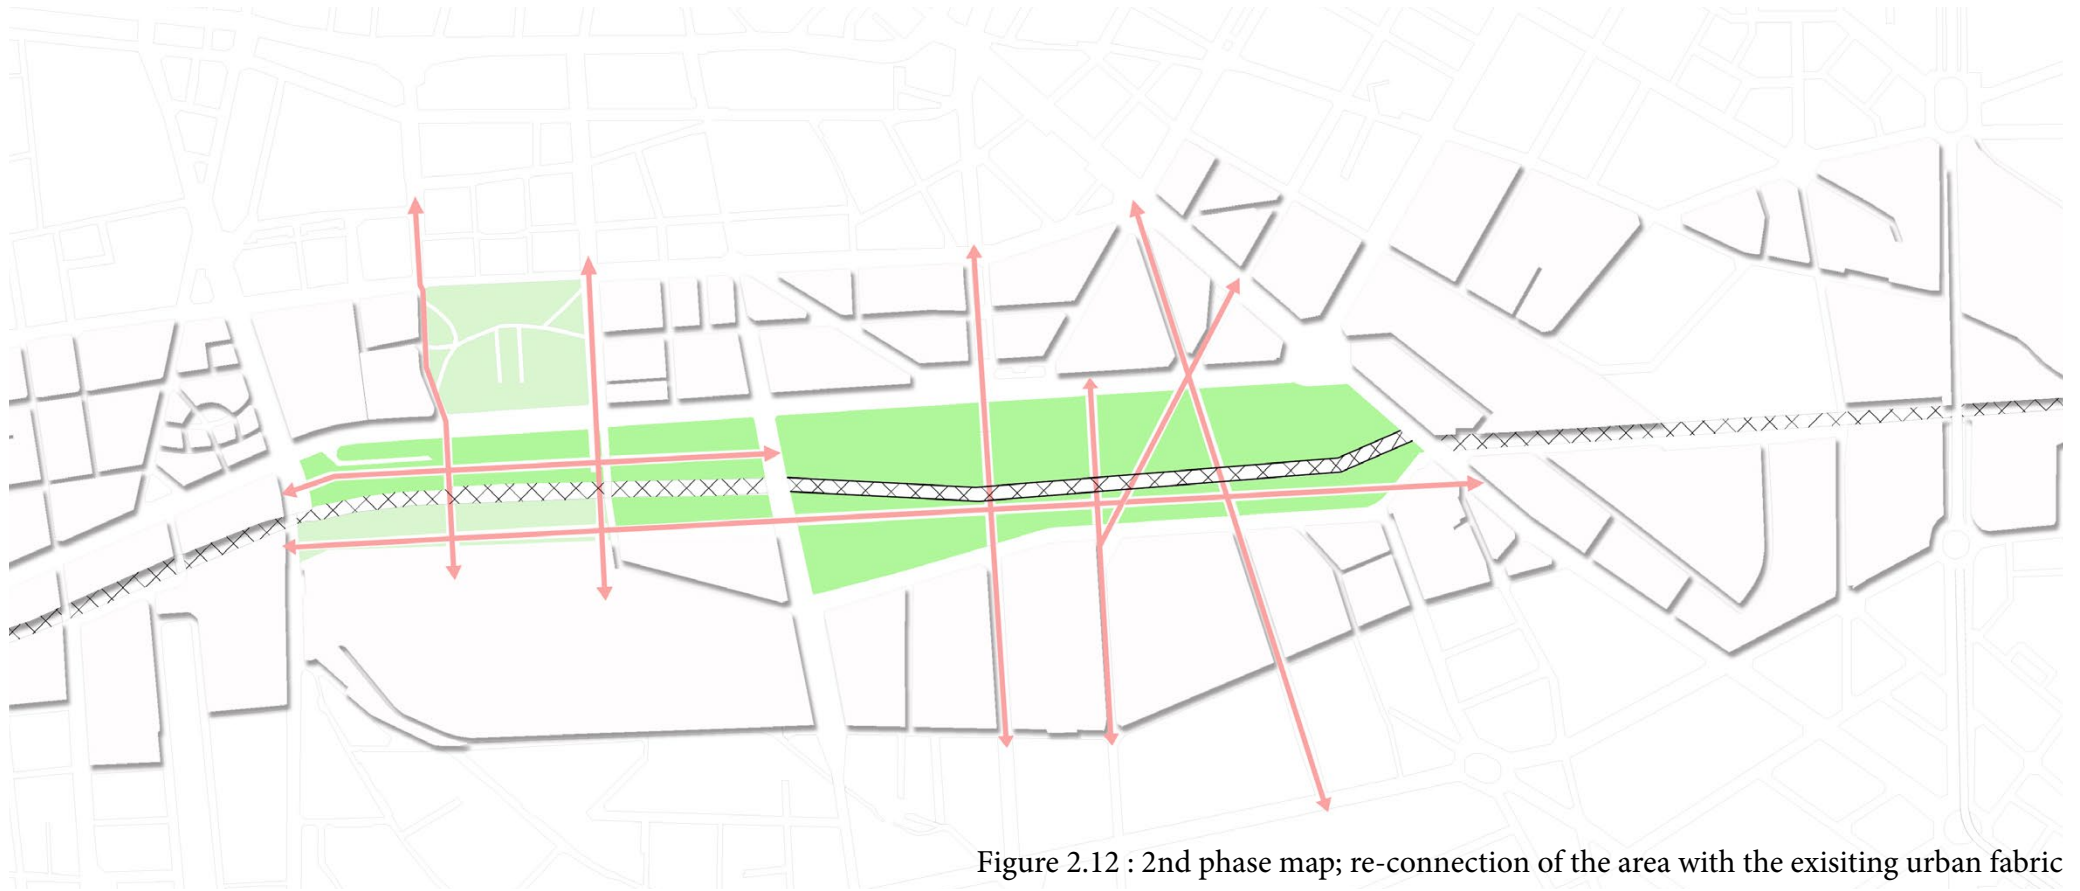 Figure 2.12 : 2nd phase map; re-connection of the area with the exisiting urban fabric